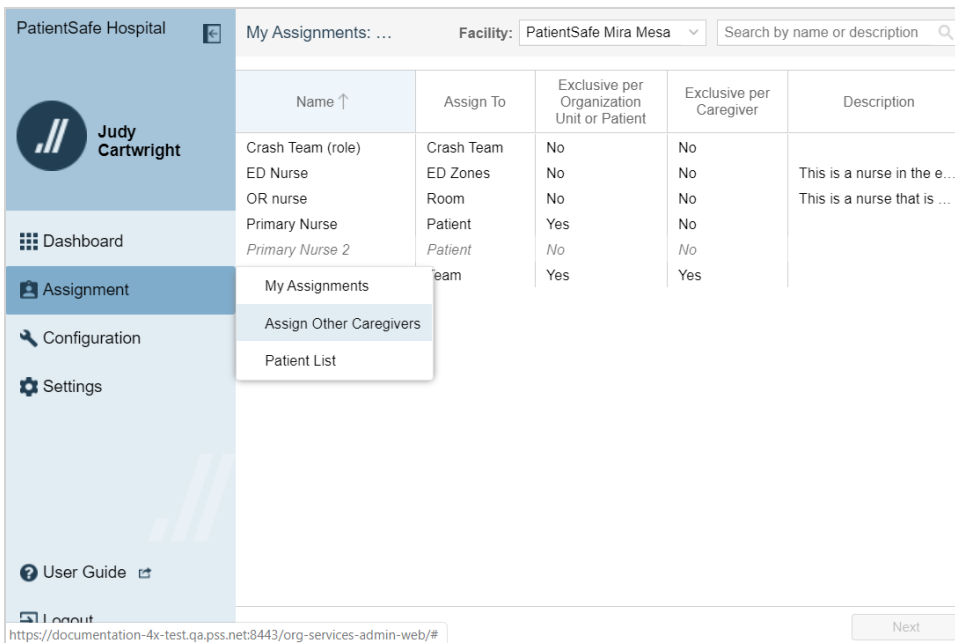 PatientSafe Hospital
My Assignments: ...
Facility:
PatientSafe Mira Mesa
Search by name or description
Judy
Cartwright
Name ↑
Assign To
Exclusive per
Organization
Unit or Patient
Exclusive per
Caregiver
Description
Crash Team (role) Crash Team No No
ED Nurse ED Zones No No This is a nurse in the e...
OR nurse Room No No This is a nurse that is ...
Primary Nurse Patient Yes No
Primary Nurse 2 Patient No No
Yes Yes
Dashboard
Assignment
Configuration
Settings
My Assignments
Assign Other Caregivers
Patient List
User Guide
Logout
https://documentation-4x-test.qa.pss.net:8443/org-services-admin-web/#
Next